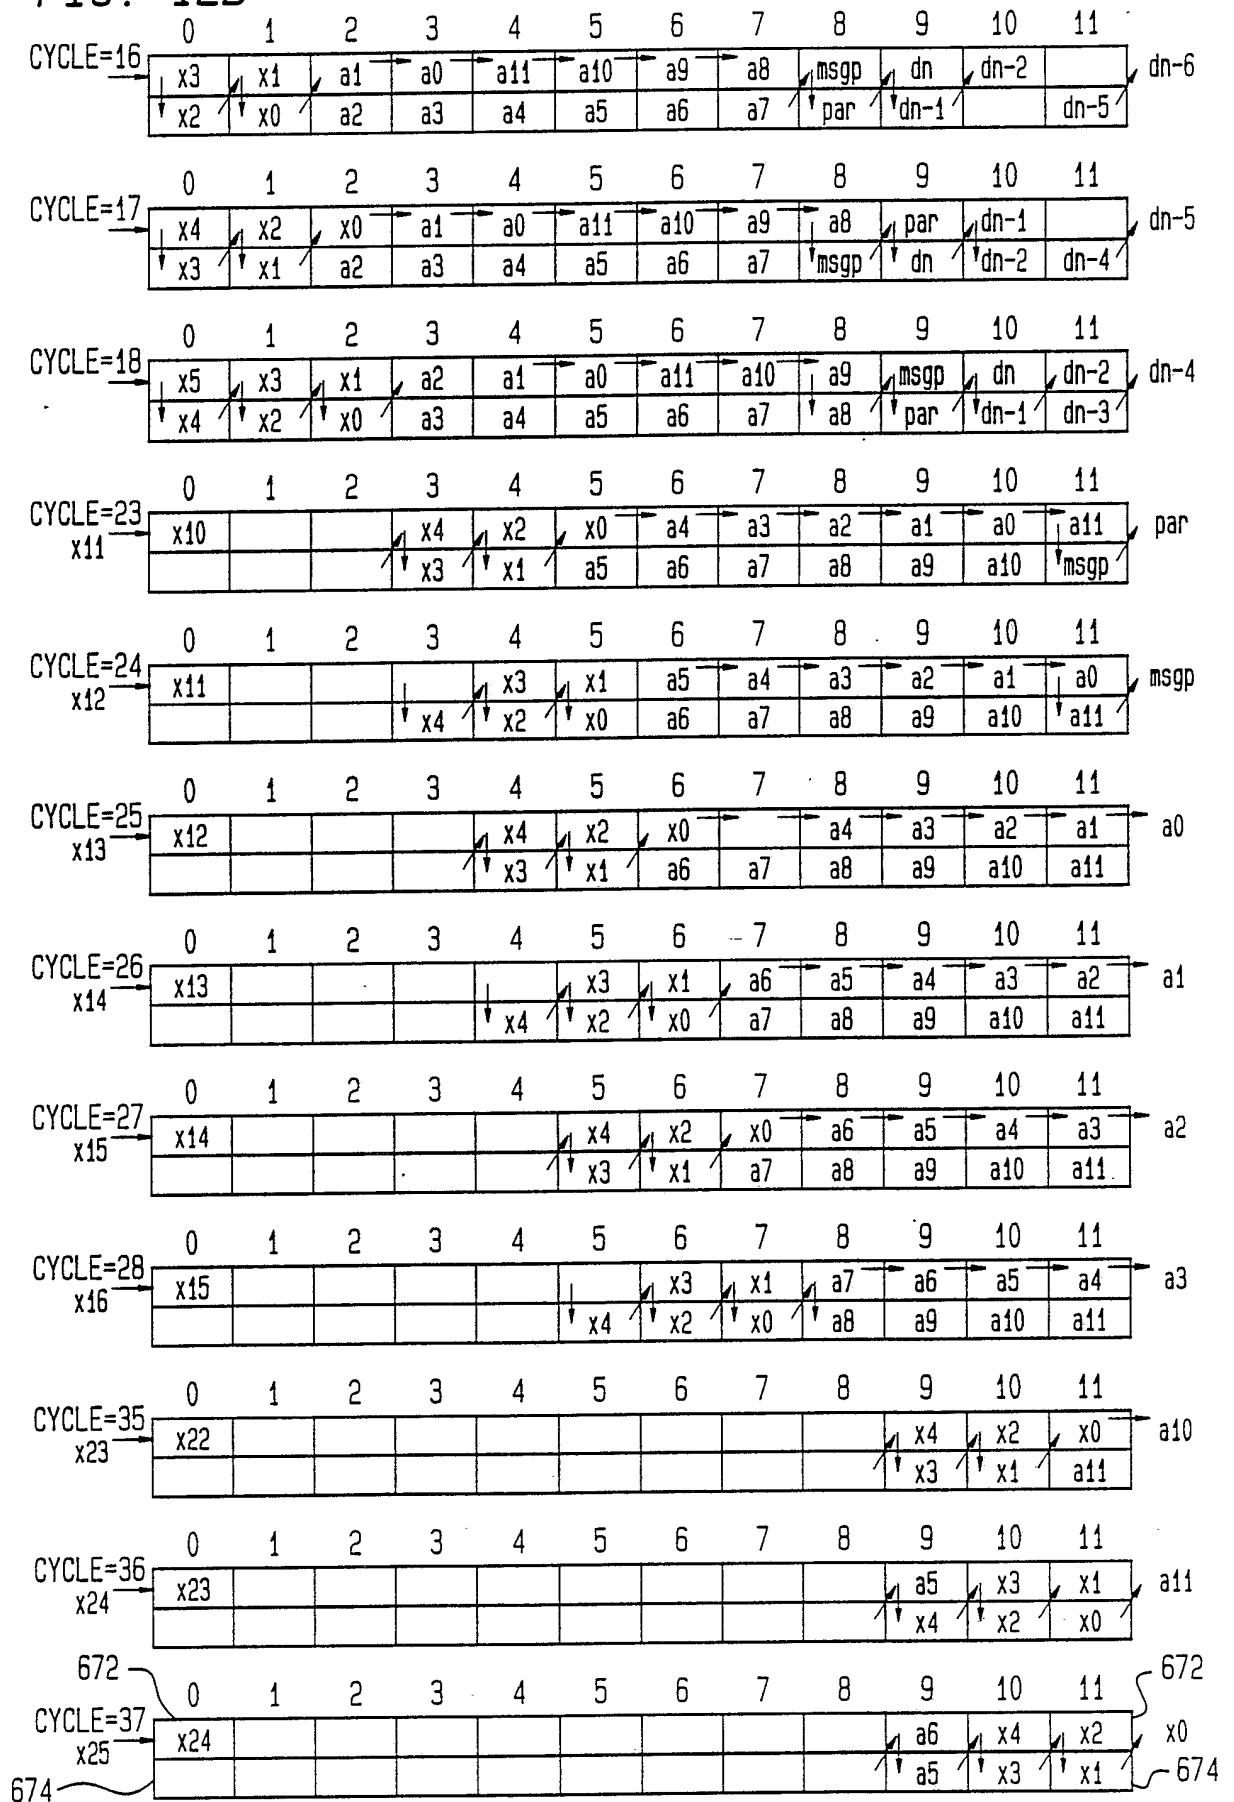 FIG. 12B
0 1 2 3 4 5 6 7 8 9 10 11
CYCLE=16 x3 x1 a1 a0 a11 a10 a9 a8 msgp dn dn-2 dn-6
x2 x0 a2 a3 a4 a5 a6 a7 par dn-1 dn-5
0 1 2 3 4 5 6 7 8 9 10 11
CYCLE=17 x4 x2 x0 a1 a0 a11 a10 a9 a8 par dn-1 dn-5
x3 x1 a2 a3 a4 a5 a6 a7 msgp dn dn-2 dn-4
0 1 2 3 4 5 6 7 8 9 10 11
CYCLE=18 x5 x3 x1 a2 a1 a0 a11 a10 a9 msgp dn dn-2 dn-4
x4 x2 x0 a3 a4 a5 a6 a7 a8 par dn-1 dn-3
0 1 2 3 4 5 6 7 8 9 10 11
CYCLE=23 x10 x4 x2 x0 a4 a3 a2 a1 a0 a11 par
x11 x3 x1 a5 a6 a7 a8 a9 a10 msgp
0 1 2 3 4 5 6 7 8 9 10 11
CYCLE=24 x11 x3 x1 a5 a4 a3 a2 a1 a0 msgp
x12 x4 x2 x0 a6 a7 a8 a9 a10 a11
0 1 2 3 4 5 6 7 8 9 10 11
CYCLE=25 x12 x4 x2 x0 a4 a3 a2 a1 a0
x13 x3 x1 a6 a7 a8 a9 a10 a11
0 1 2 3 4 5 6 7 8 9 10 11
CYCLE=26 x13 x3 x1 a6 a5 a4 a3 a2 a1
x14 x4 x2 x0 a7 a8 a9 a10 a11
0 1 2 3 4 5 6 7 8 9 10 11
CYCLE=27 x14 x4 x2 x0 a6 a5 a4 a3 a2
x15 x3 x1 a7 a8 a9 a10 a11
0 1 2 3 4 5 6 7 8 9 10 11
CYCLE=28 x15 x3 x1 a7 a6 a5 a4 a3
x16 x4 x2 x0 a8 a9 a10 a11
0 1 2 3 4 5 6 7 8 9 10 11
CYCLE=35 x22 x4 x2 x0 a10
x23 x3 x1 a11
0 1 2 3 4 5 6 7 8 9 10 11
CYCLE=36 x23 a5 x3 x1 a11
x24 x4 x2 x0
672 672
0 1 2 3 4 5 6 7 8 9 10 11
CYCLE=37 x24 a6 x4 x2 x0
x25 a5 x3 x1
674 674